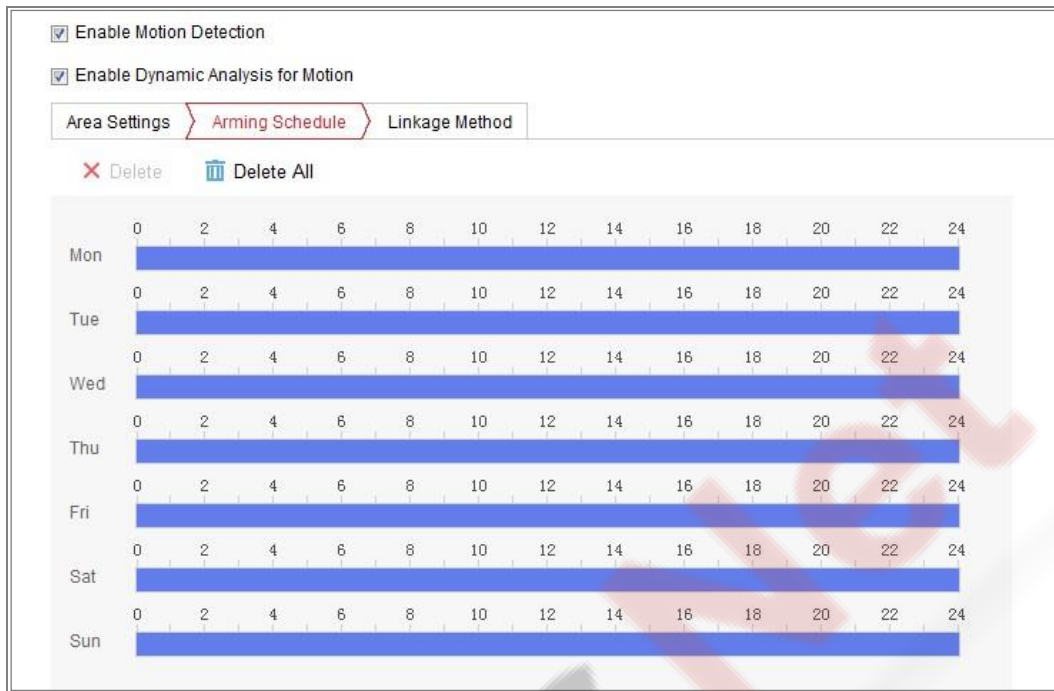 Enable Motion Detection
Enable Dynamic Analysis for Motion
Area Settings Arming Schedule Linkage Method
Delete Delete All
0 2 4 6 8 10 12 14 16 18 20 22 24
Mon
0 2 4 6 8 10 12 14 16 18 20 22 24
Tue
0 2 4 6 8 10 12 14 16 18 20 22 24
Wed
0 2 4 6 8 10 12 14 16 18 20 22 24
Thu
0 2 4 6 8 10 12 14 16 18 20 22 24
Fri
0 2 4 6 8 10 12 14 16 18 20 22 24
Sat
0 2 4 6 8 10 12 14 16 18 20 22 24
Sun
Net